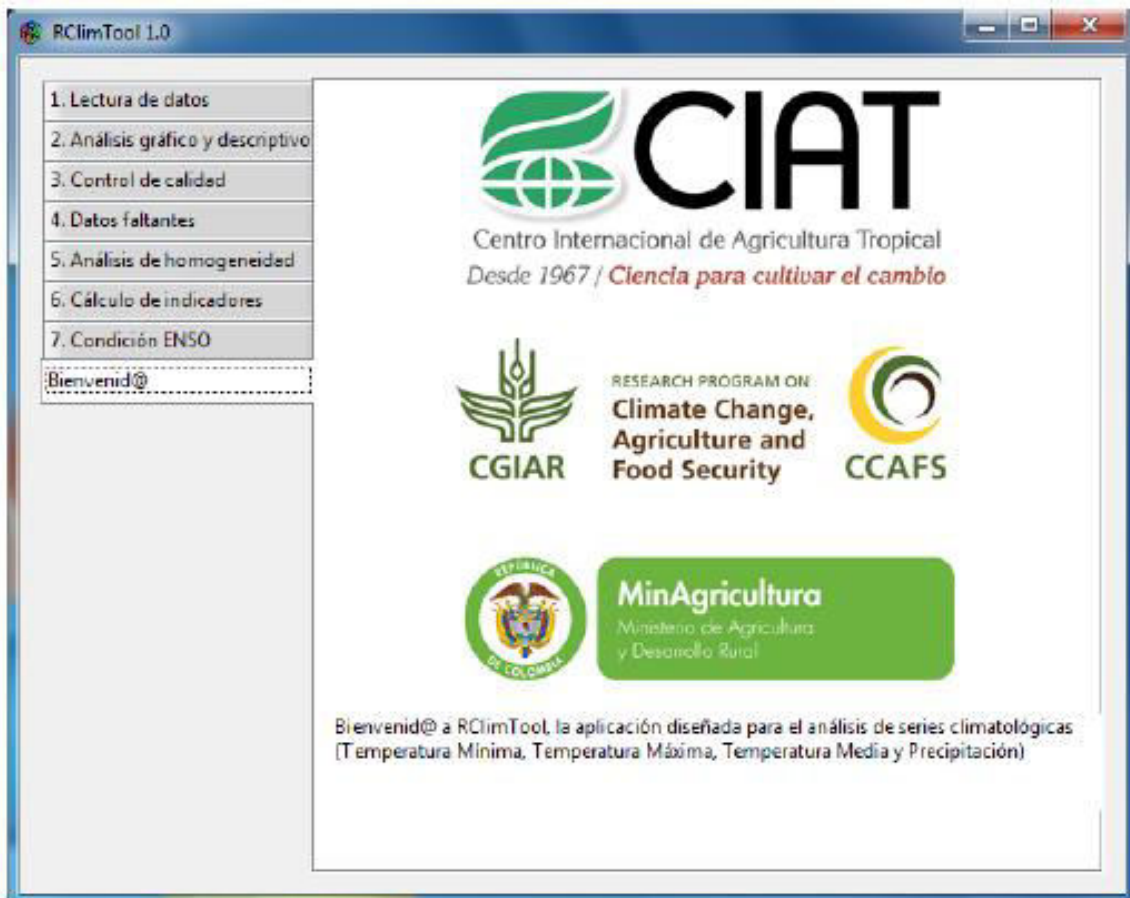 RClimTool 1.0
1. Lectura de datos
2. Análisis gráfico y descriptivo
3. Control de calidad
4. Datos faltantes
5. Análisis de homogeneidad
6. Cálculo de indicadores
7. Condición ENSO
Bienvenid@
CIAT
Centro Internacional de Agricultura Tropical
Desde 1967 / Ciencia para cultivar el cambio
CGIAR
RESEARCH PROGRAM ON
Climate Change,
Agriculture and
Food Security
CCAFS
REPÚBLICA
DE COLOMBIA
MinAgricultura
Ministerio de Agricultura
y Desarrollo Rural
Bienvenid@ a RClimTool, la aplicación diseñada para el análisis de series climatológicas
(Temperatura Mínima, Temperatura Máxima, Temperatura Media y Precipitación)